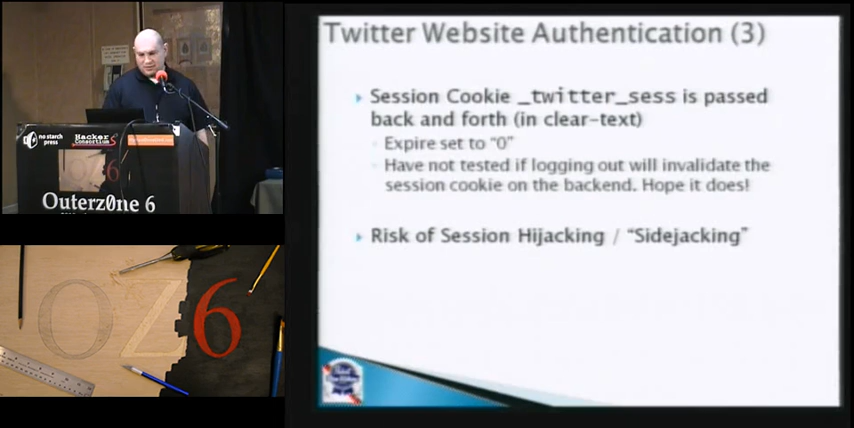 Twitter Website Authentication (3)
Session Cookie _twitter_sess is passed
back and forth (in clear-text)
Expire set to "0"
Have not tested if logging out will invalidate the
session cookie on the backend. Hope it does!
Risk of Session Hijacking / "Sidejacking"
no starch
press
Hacker
Consortium
Outerz0ne 6
OZ6